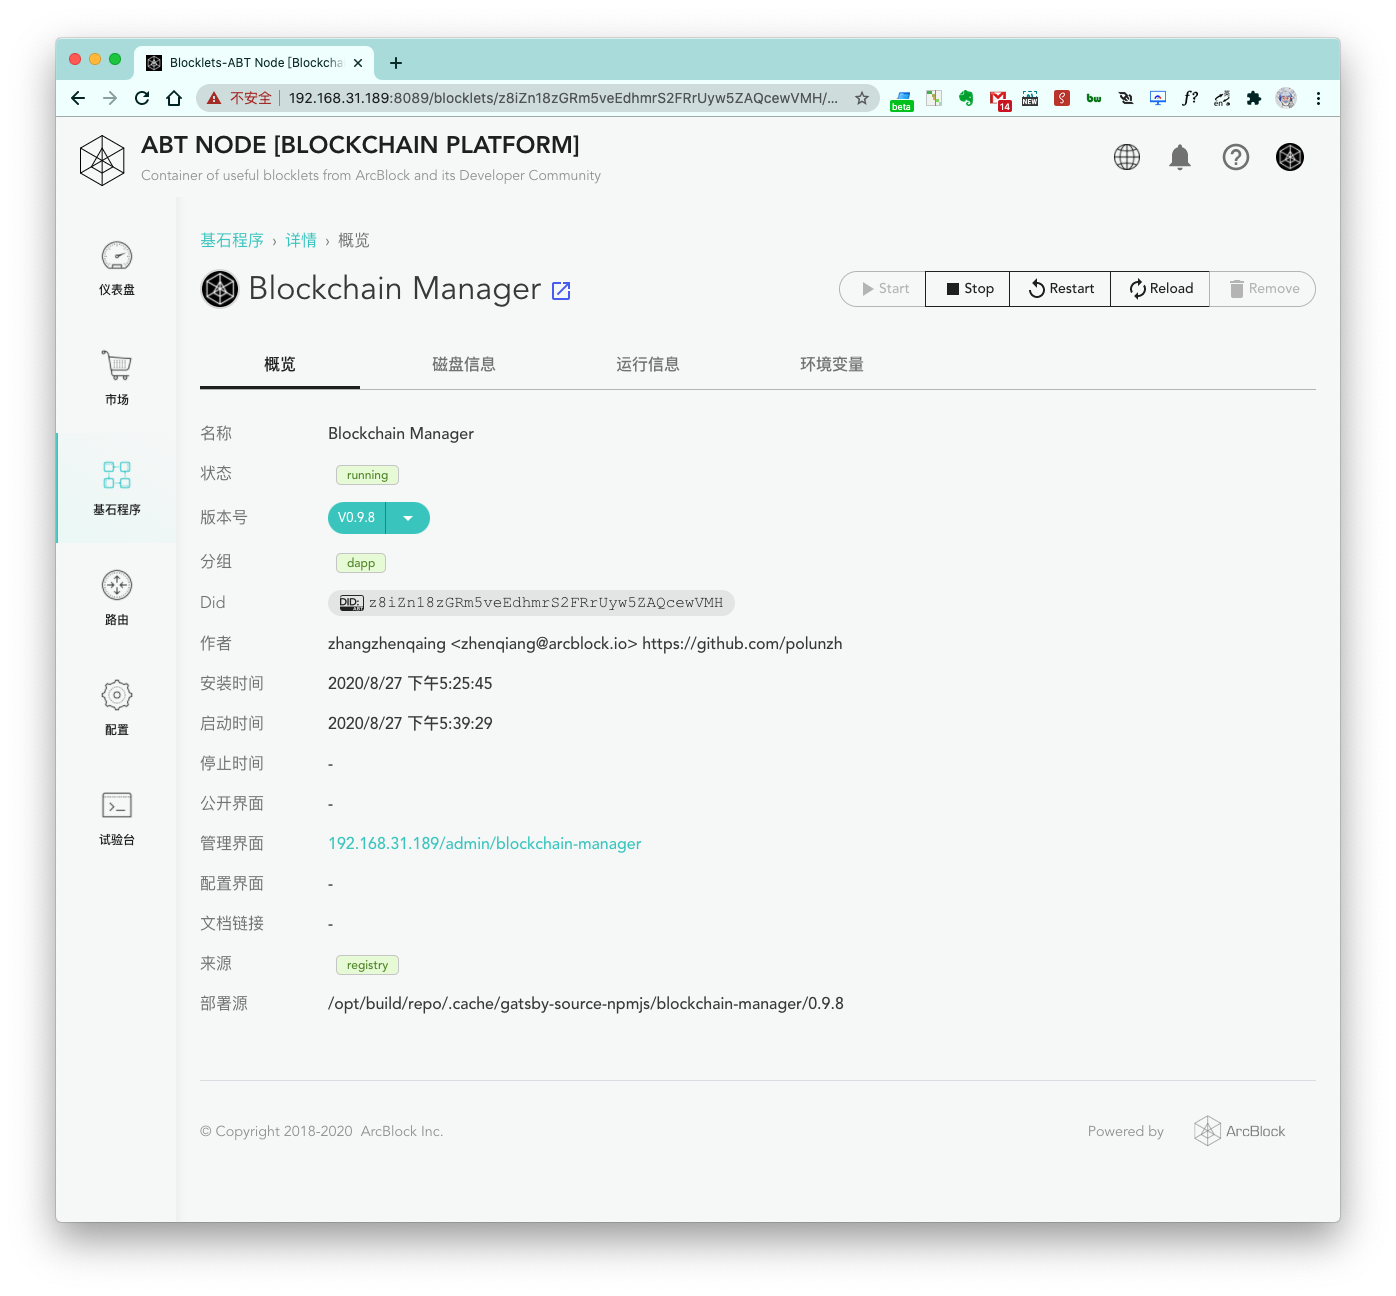 Blocklets-ABT Node [Blockcha
不安全
192.168.31.189:8089/blocklets/z8iZn18zGRm5veEdhmrS2FRrUyw5ZAQcewVMH/...
beta
14
NEW
bw
f?
en
ABT NODE [BLOCKCHAIN PLATFORM]
Container of useful blocklets from ArcBlock and its Developer Community
仪表盘
市场
基石程序
路由
配置
试验台
基石程序 › 详情 › 概览
Blockchain Manager
Start
Stop
Restart
Reload
Remove
概览
磁盘信息
运行信息
环境变量
名称 Blockchain Manager
状态 running
版本号 V0.9.8
分组 dapp
Did DID: ABT z8iZn18zGRm5veEdhmrS2FRrUyw5ZAQcewVMH
作者 zhangzhenqaing <zhenqiang@arcblock.io> https://github.com/polunzh
安装时间 2020/8/27 下午5:25:45
启动时间 2020/8/27 下午5:39:29
停止时间 -
公开界面 -
管理界面 192.168.31.189/admin/blockchain-manager
配置界面 -
文档链接 -
来源 registry
部署源 /opt/build/repo/.cache/gatsby-source-npmjs/blockchain-manager/0.9.8
© Copyright 2018-2020 ArcBlock Inc.
Powered by ArcBlock